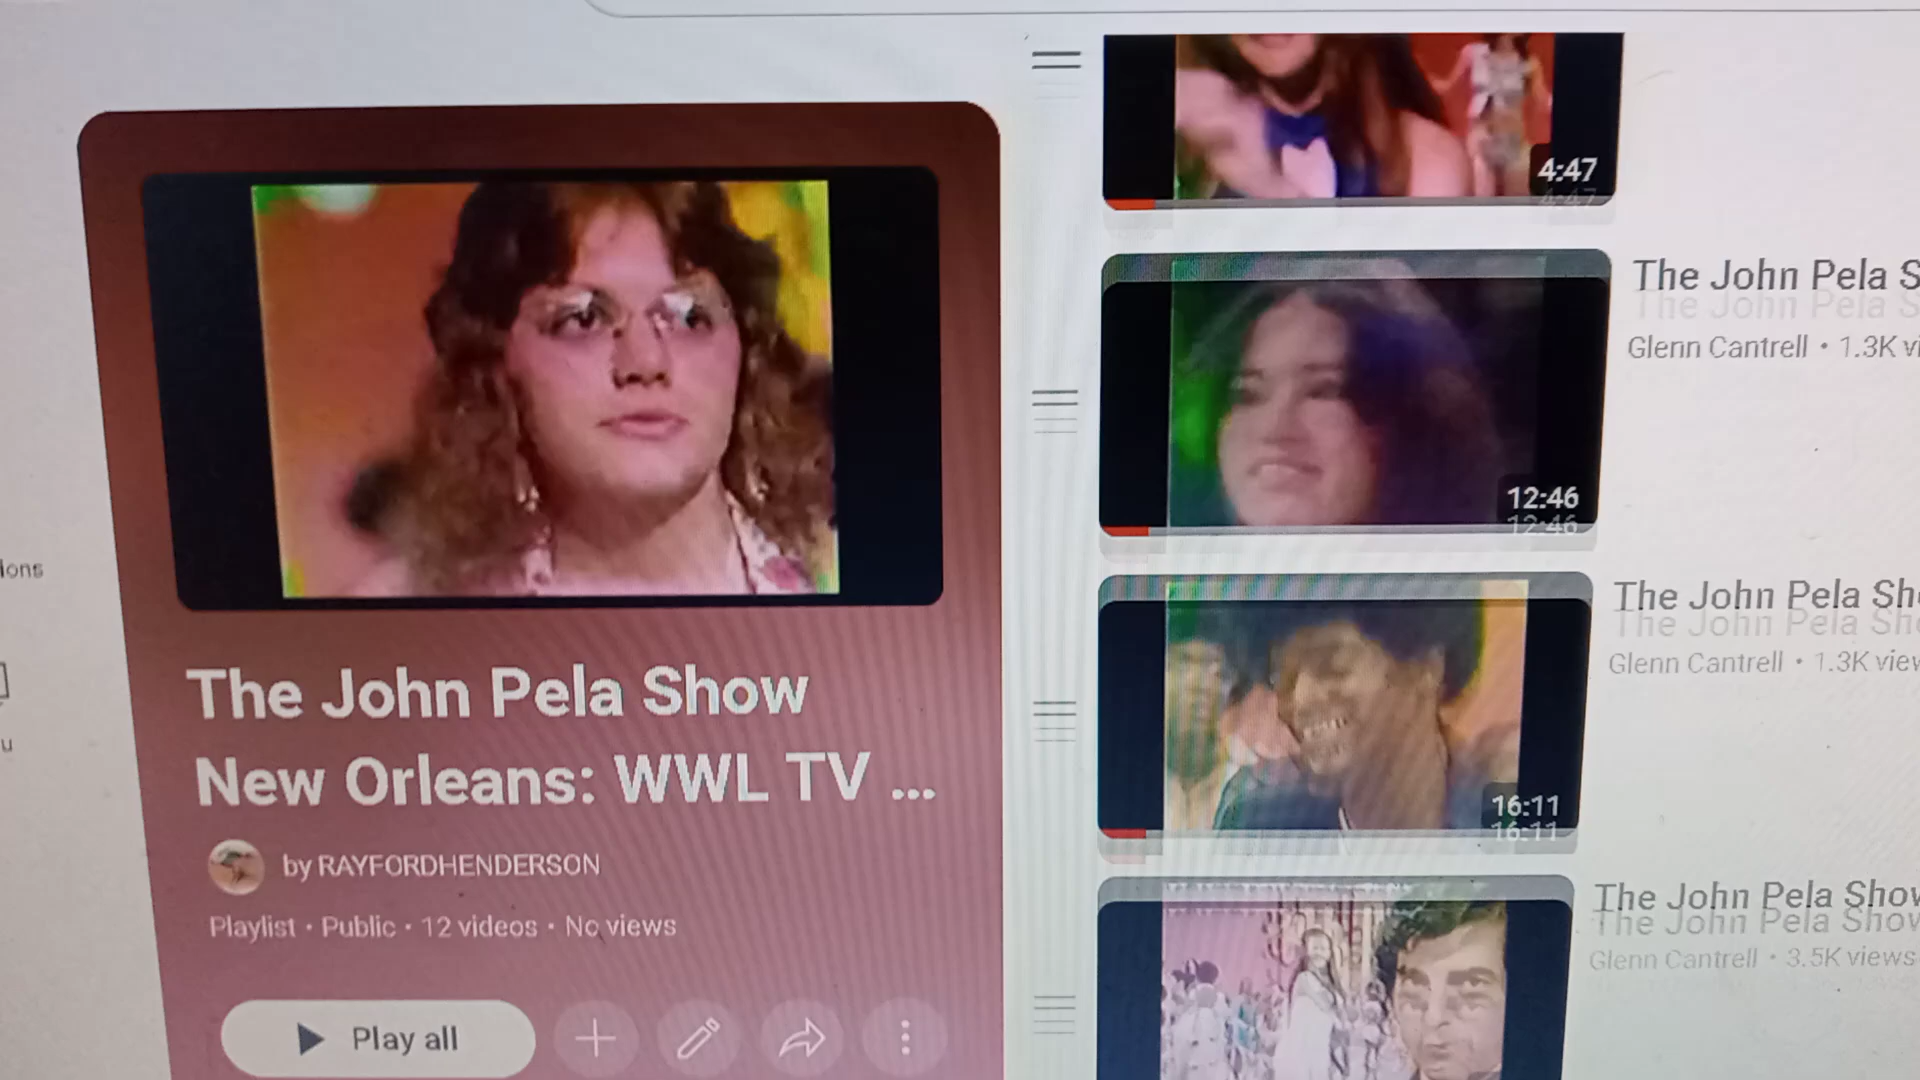 ions
u
The John Pela Show
New Orleans: WWL TV ...
by RAYFORDHENDERSON
Playlist • Public • 12 videos • No views
Play all
4:47
12:46
The John Pela S
Glenn Cantrell • 1.3K vi
16:11
The John Pela Sh
Glenn Cantrell • 1.3K view
The John Pela Show
Glenn Cantrell • 3.5K views